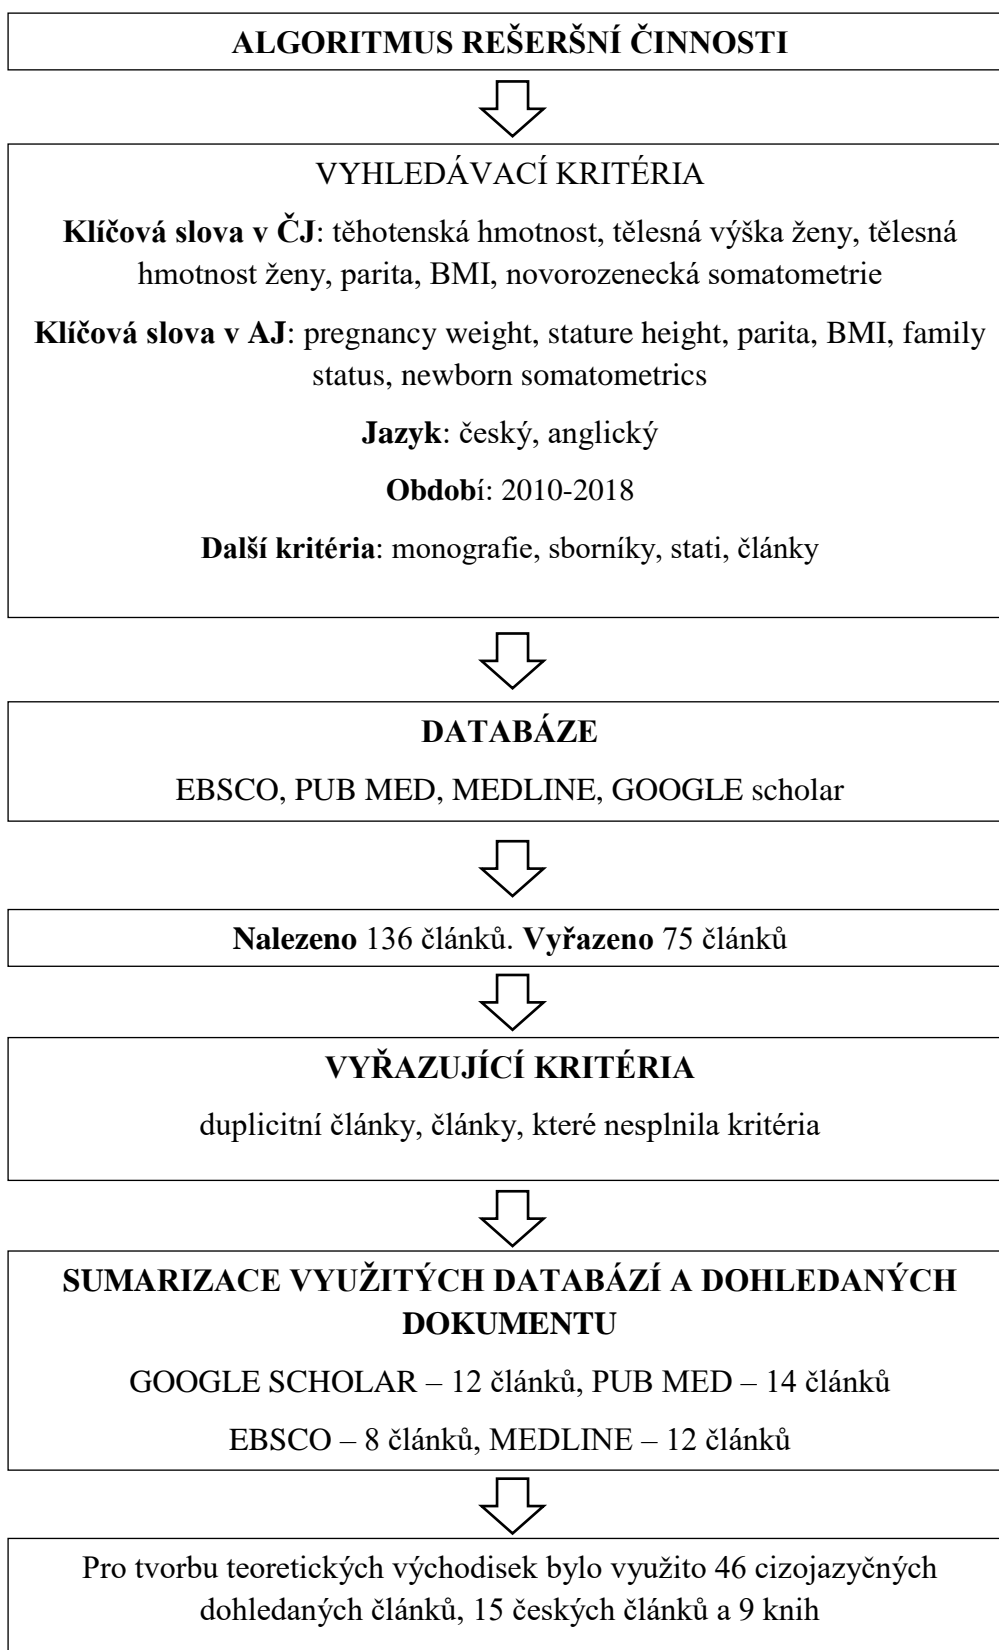 ALGORITMUS REŠERŠNÍ ČINNOSTI
VYHLEDÁVACÍ KRITÉRIA
Klíčová slova v ČJ: těhotenská hmotnost, tělesná výška ženy, tělesná
hmotnost ženy, parita, BMI, novorozenecká somatometrie
Klíčová slova v AJ: pregnancy weight, stature height, parita, BMI, family
status, newborn somatometrics
Jazyk: český, anglický
Období: 2010-2018
Další kritéria: monografie, sborníky, stati, články
DATABÁZE
EBSCO, PUB MED, MEDLINE, GOOGLE scholar
Nalezeno 136 článků. Vyřazeno 75 článků
VYŘAZUJÍCÍ KRITÉRIA
duplicitní články, články, které nesplnila kritéria
SUMARIZACE VYUŽITÝCH DATABÁZÍ A DOHLEDANÝCH
DOKUMENTU
GOOGLE SCHOLAR – 12 článků, PUB MED – 14 článků
EBSCO – 8 článků, MEDLINE – 12 článků
Pro tvorbu teoretických východisek bylo využito 46 cizojazyčných
dohledaných článků, 15 českých článků a 9 knih